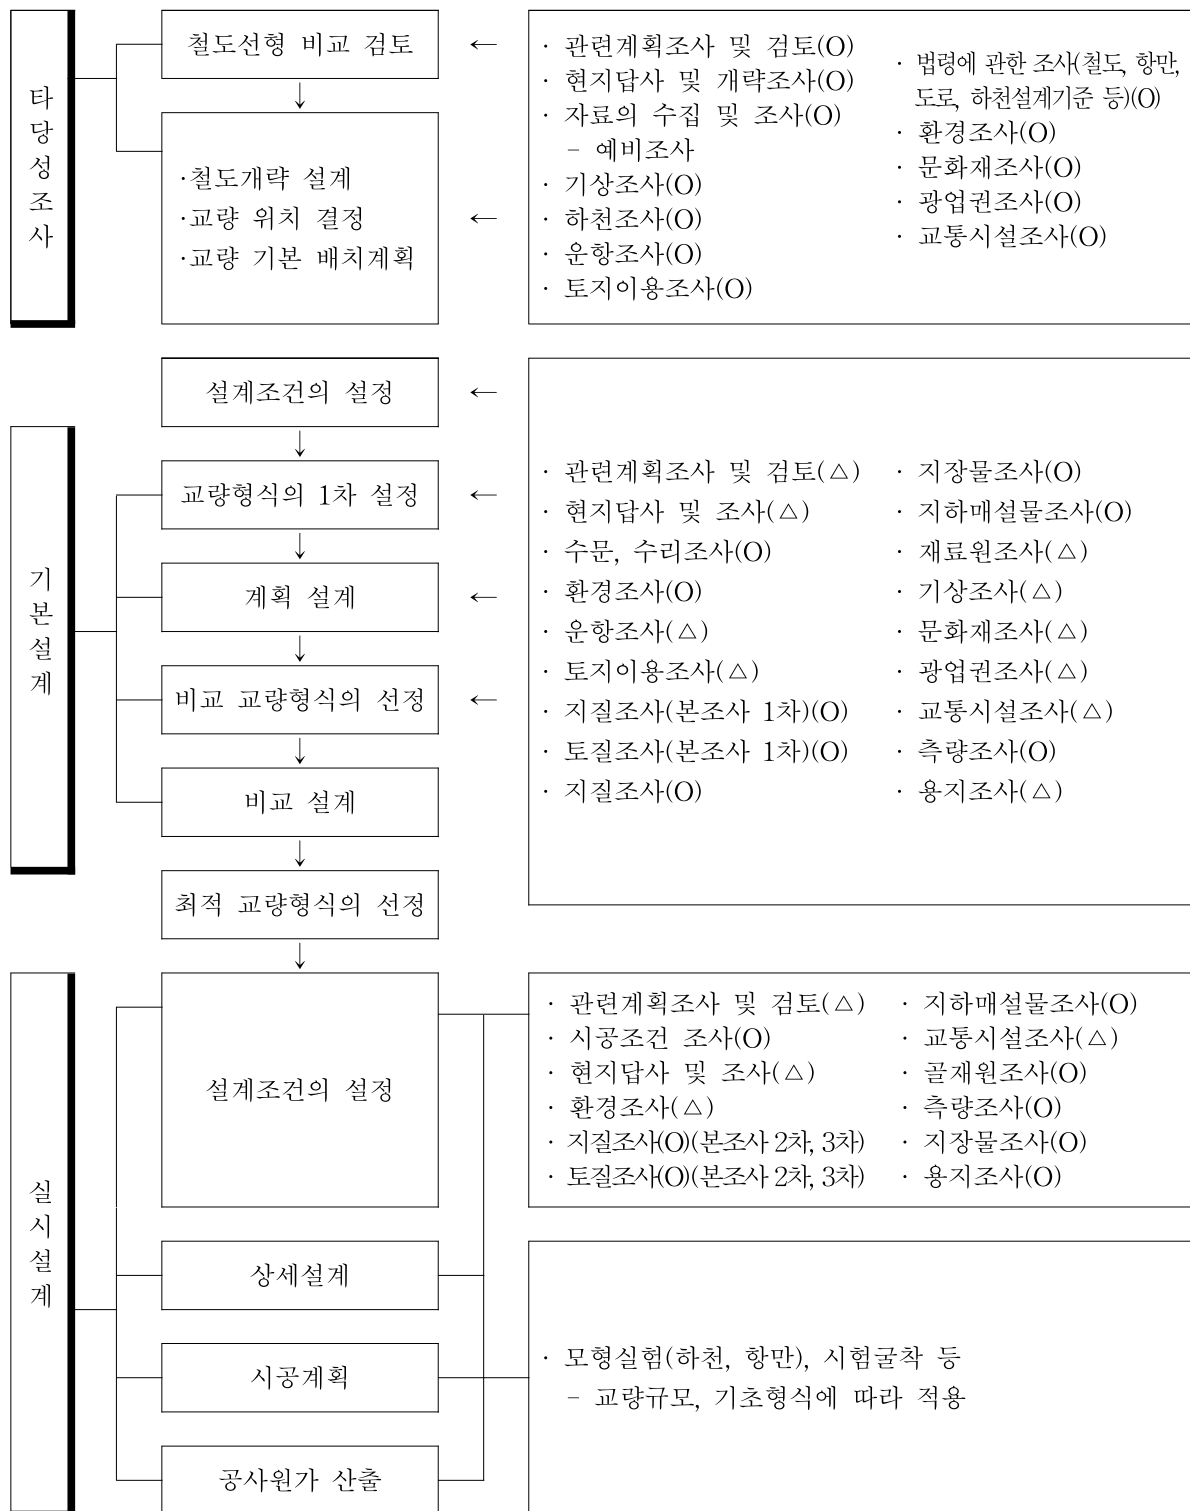 타당성조사
철도선형 비교 검토
←
· 관련계획조사 및 검토(O)
· 현지답사 및 개략조사(O)
· 자료의 수집 및 조사(O)
- 예비조사
· 기상조사(O)
· 하천조사(O)
· 운항조사(O)
· 토지이용조사(O)
· 법령에 관한 조사(철도, 항만,
도로, 하천설계기준 등)(O)
· 환경조사(O)
· 문화재조사(O)
· 광업권조사(O)
· 교통시설조사(O)
↓
·철도개략 설계
·교량 위치 결정
·교량 기본 배치계획
←
기본설계
설계조건의 설정
←
↓
교량형식의 1차 설정
←
↓
계획 설계
←
↓
비교 교량형식의 선정
←
↓
비교 설계
↓
최적 교량형식의 선정
↓
· 관련계획조사 및 검토(△)
· 현지답사 및 조사(△)
· 수문, 수리조사(O)
· 환경조사(O)
· 운항조사(△)
· 토지이용조사(△)
· 지질조사(본조사 1차)(O)
· 토질조사(본조사 1차)(O)
· 지질조사(O)
· 지장물조사(O)
· 지하매설물조사(O)
· 재료원조사(△)
· 기상조사(△)
· 문화재조사(△)
· 광업권조사(△)
· 교통시설조사(△)
· 측량조사(O)
· 용지조사(△)
실시설계
설계조건의 설정
· 관련계획조사 및 검토(△)
· 시공조건 조사(O)
· 현지답사 및 조사(△)
· 환경조사(△)
· 지질조사(O)(본조사 2차, 3차)
· 토질조사(O)(본조사 2차, 3차)
· 지하매설물조사(O)
· 교통시설조사(△)
· 골재원조사(O)
· 측량조사(O)
· 지장물조사(O)
· 용지조사(O)
상세설계
시공계획
공사원가 산출
· 모형실험(하천, 항만), 시험굴착 등
- 교량규모, 기초형식에 따라 적용